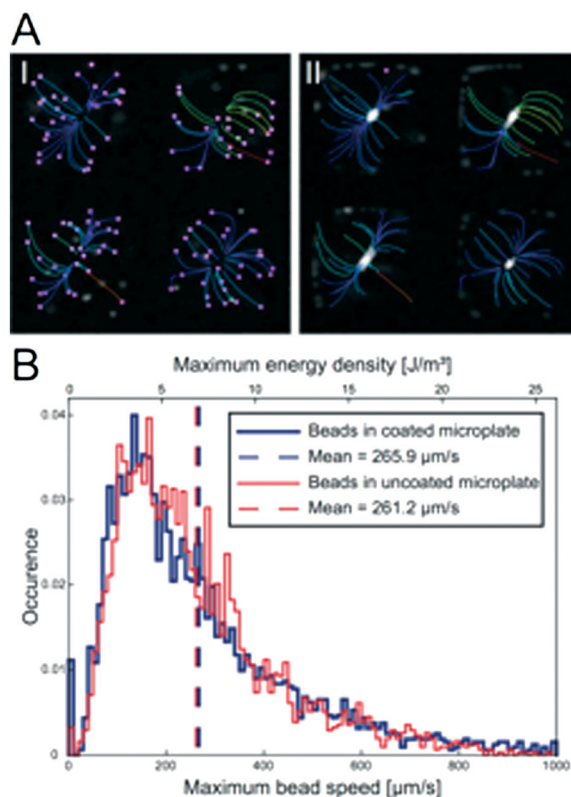 A
I II
B
Maximum energy density [J/m³]
0 5 10 15 20 25
0.04
0.03
0.02
0.01
0
Occurence
Beads in coated microplate
Mean = 265.9 µm/s
Beads in uncoated microplate
Mean = 261.2 µm/s
0 200 400 600 800 1000
Maximum bead speed [µm/s]